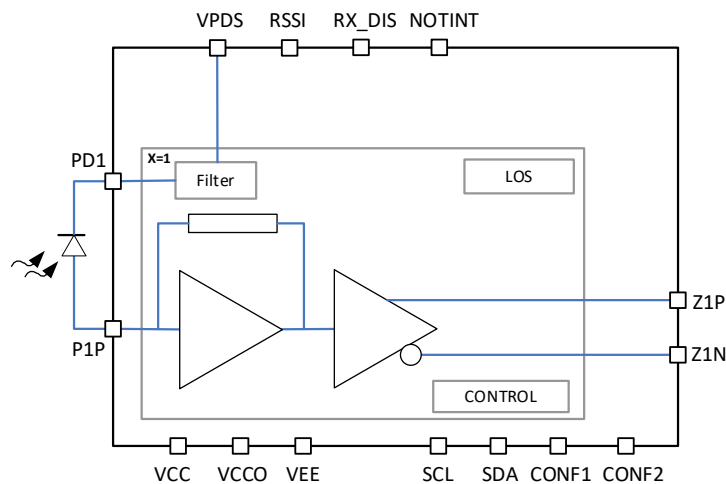 VPDS RSSI RX_DIS NOTINT
X=1
PD1
Filter
LOS
Z1P
P1P
Z1N
CONTROL
VCC VCCO VEE SCL SDA CONF1 CONF2